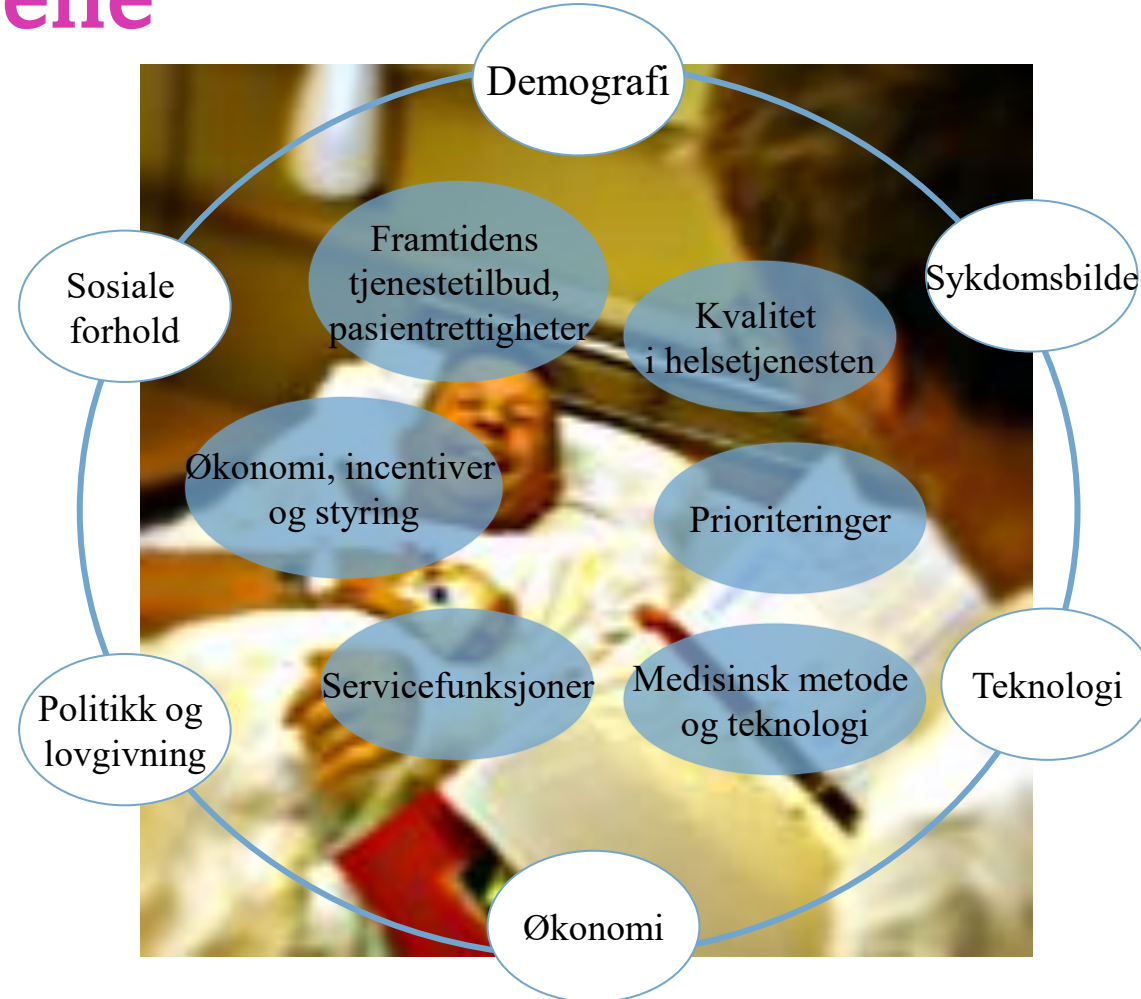 Demografi
Sykdomsbilde
Sosiale
forhold
Framtidens
tjenestetilbud,
pasientrettigheter
Kvalitet
i helsetjenesten
Økonomi, incentiver
og styring
Prioriteringer
Servicefunksjoner
Medisinsk metode
og teknologi
Teknologi
Politikk og
lovgivning
Økonomi